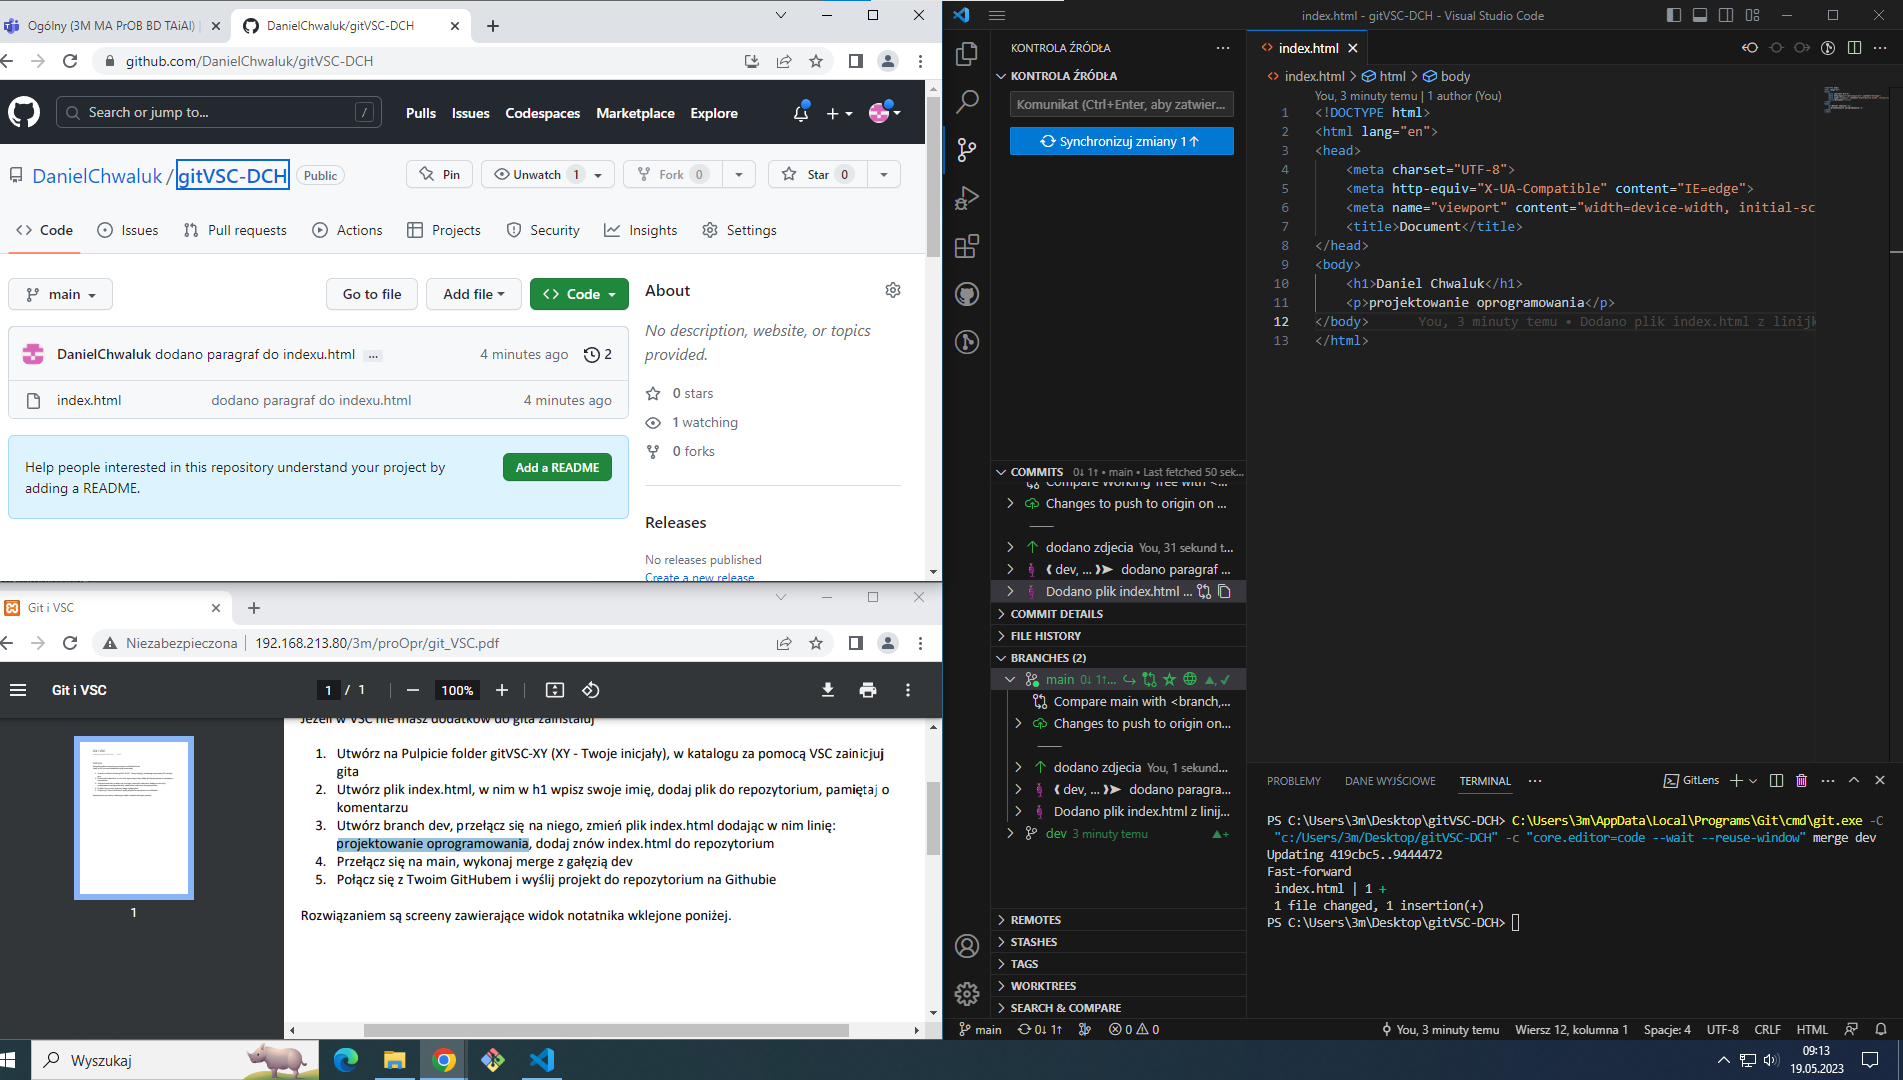 Ogólny (3M MA PrOB BD TAiAI) |
DanielChwaluk/gitVSC-DCH
github.com/DanielChwaluk/gitVSC-DCH
Search or jump to...
/
Pulls
Issues
Codespaces
Marketplace
Explore
DanielChwaluk / gitVSC-DCH
Public
Pin
Unwatch 1
Fork 0
Star 0
Code
Issues
Pull requests
Actions
Projects
Security
Insights
Settings
main
Go to file
Add file
Code
DanielChwaluk dodano paragraf do indexu.html ...
4 minutes ago
2
index.html
dodano paragraf do indexu.html
4 minutes ago
Help people interested in this repository understand your project by
adding a README.
Add a README
About
No description, website, or topics
provided.
0 stars
1 watching
0 forks
Releases
No releases published
Create a new release
Git i VSC
Niezabezpieczona
192.168.213.80/3m/proOpr/git_VSC.pdf
Git i VSC
1 / 1
100%
1
Jeżeli w VSC nie masz dodatków do gita zainstaluj
1. Utwórz na Pulpicie folder gitVSC-XY (XY - Twoje inicjały), w katalogu za pomocą VSC zainicjuj
gita
2. Utwórz plik index.html, w nim w h1 wpisz swoje imię, dodaj plik do repozytorium, pamiętaj o
komentarzu
3. Utwórz branch dev, przełącz się na niego, zmień plik index.html dodając w nim linię:
projektowanie oprogramowania, dodaj znów index.html do repozytorium
4. Przełącz się na main, wykonaj merge z gałęzią dev
5. Połącz się z Twoim GitHubem i wyślij projekt do repozytorium na Githubie
Rozwiązaniem są screeny zawierające widok notatnika wklejone poniżej.
index.html - gitVSC-DCH - Visual Studio Code
KONTROLA ŹRÓDŁA
KONTROLA ŹRÓDŁA
Komunikat (Ctrl+Enter, aby zatwier...
Synchronizuj zmiany 1↑
COMMITS 0↓ 1↑ • main • Last fetched 50 sek...
Compare Working Tree with <...
Changes to push to origin on ...
dodano zdjecia You, 31 sekund t...
dev, ... dodano paragraf ...
Dodano plik index.html ...
COMMIT DETAILS
FILE HISTORY
BRANCHES (2)
main 0↓ 1↑...
Compare main with <branch,...
Changes to push to origin on...
dodano zdjecia You, 1 sekund...
dev, ... dodano paragra...
Dodano plik index.html z linij...
dev 3 minuty temu
REMOTES
STASHES
TAGS
WORKTREES
SEARCH & COMPARE
index.html
index.html > html > body
You, 3 minuty temu | 1 author (You)
1 <!DOCTYPE html>
2 <html lang="en">
3 <head>
4 <meta charset="UTF-8">
5 <meta http-equiv="X-UA-Compatible" content="IE=edge">
6 <meta name="viewport" content="width=device-width, initial-sc
7 <title>Document</title>
8 </head>
9 <body>
10 <h1>Daniel Chwaluk</h1>
11 <p>projektowanie oprogramowania</p>
12 </body> You, 3 minuty temu • Dodano plik index.html z linijk
13 </html>
PROBLEMY
DANE WYJŚCIOWE
TERMINAL
GitLens
PS C:\Users\3m\Desktop\gitVSC-DCH> C:\Users\3m\AppData\Local\Programs\Git\cmd\git.exe -C
"c:/Users/3m/Desktop/gitVSC-DCH" -c "core.editor=code --wait --reuse-window" merge dev
Updating 419cbc5..9444472
Fast-forward
index.html | 1 +
1 file changed, 1 insertion(+)
PS C:\Users\3m\Desktop\gitVSC-DCH>
main
0↓ 1↑
0 0
You, 3 minuty temu
Wiersz 12, kolumna 1
Spacje: 4
UTF-8
CRLF
HTML
Wyszukaj
09:13
19.05.2023